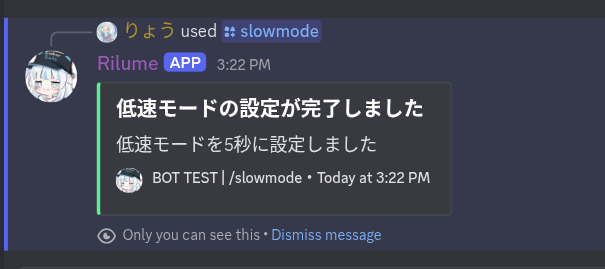 りょう used slowmode
Rilume APP 3:22 PM
低速モードの設定が完了しました
低速モードを5秒に設定しました
BOT TEST | /slowmode • Today at 3:22 PM
Only you can see this • Dismiss message